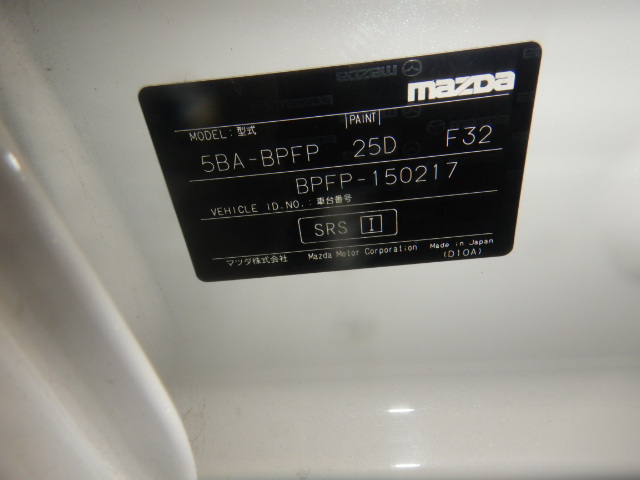 mazda
MODEL:型式 PAINT
5BA-BPFP 25D F32
BPFP-150217
VEHICLE ID.NO.:車台番号
SRS I
マツダ株式会社 Mazda Motor Corporation Made in Japan
(D10A)